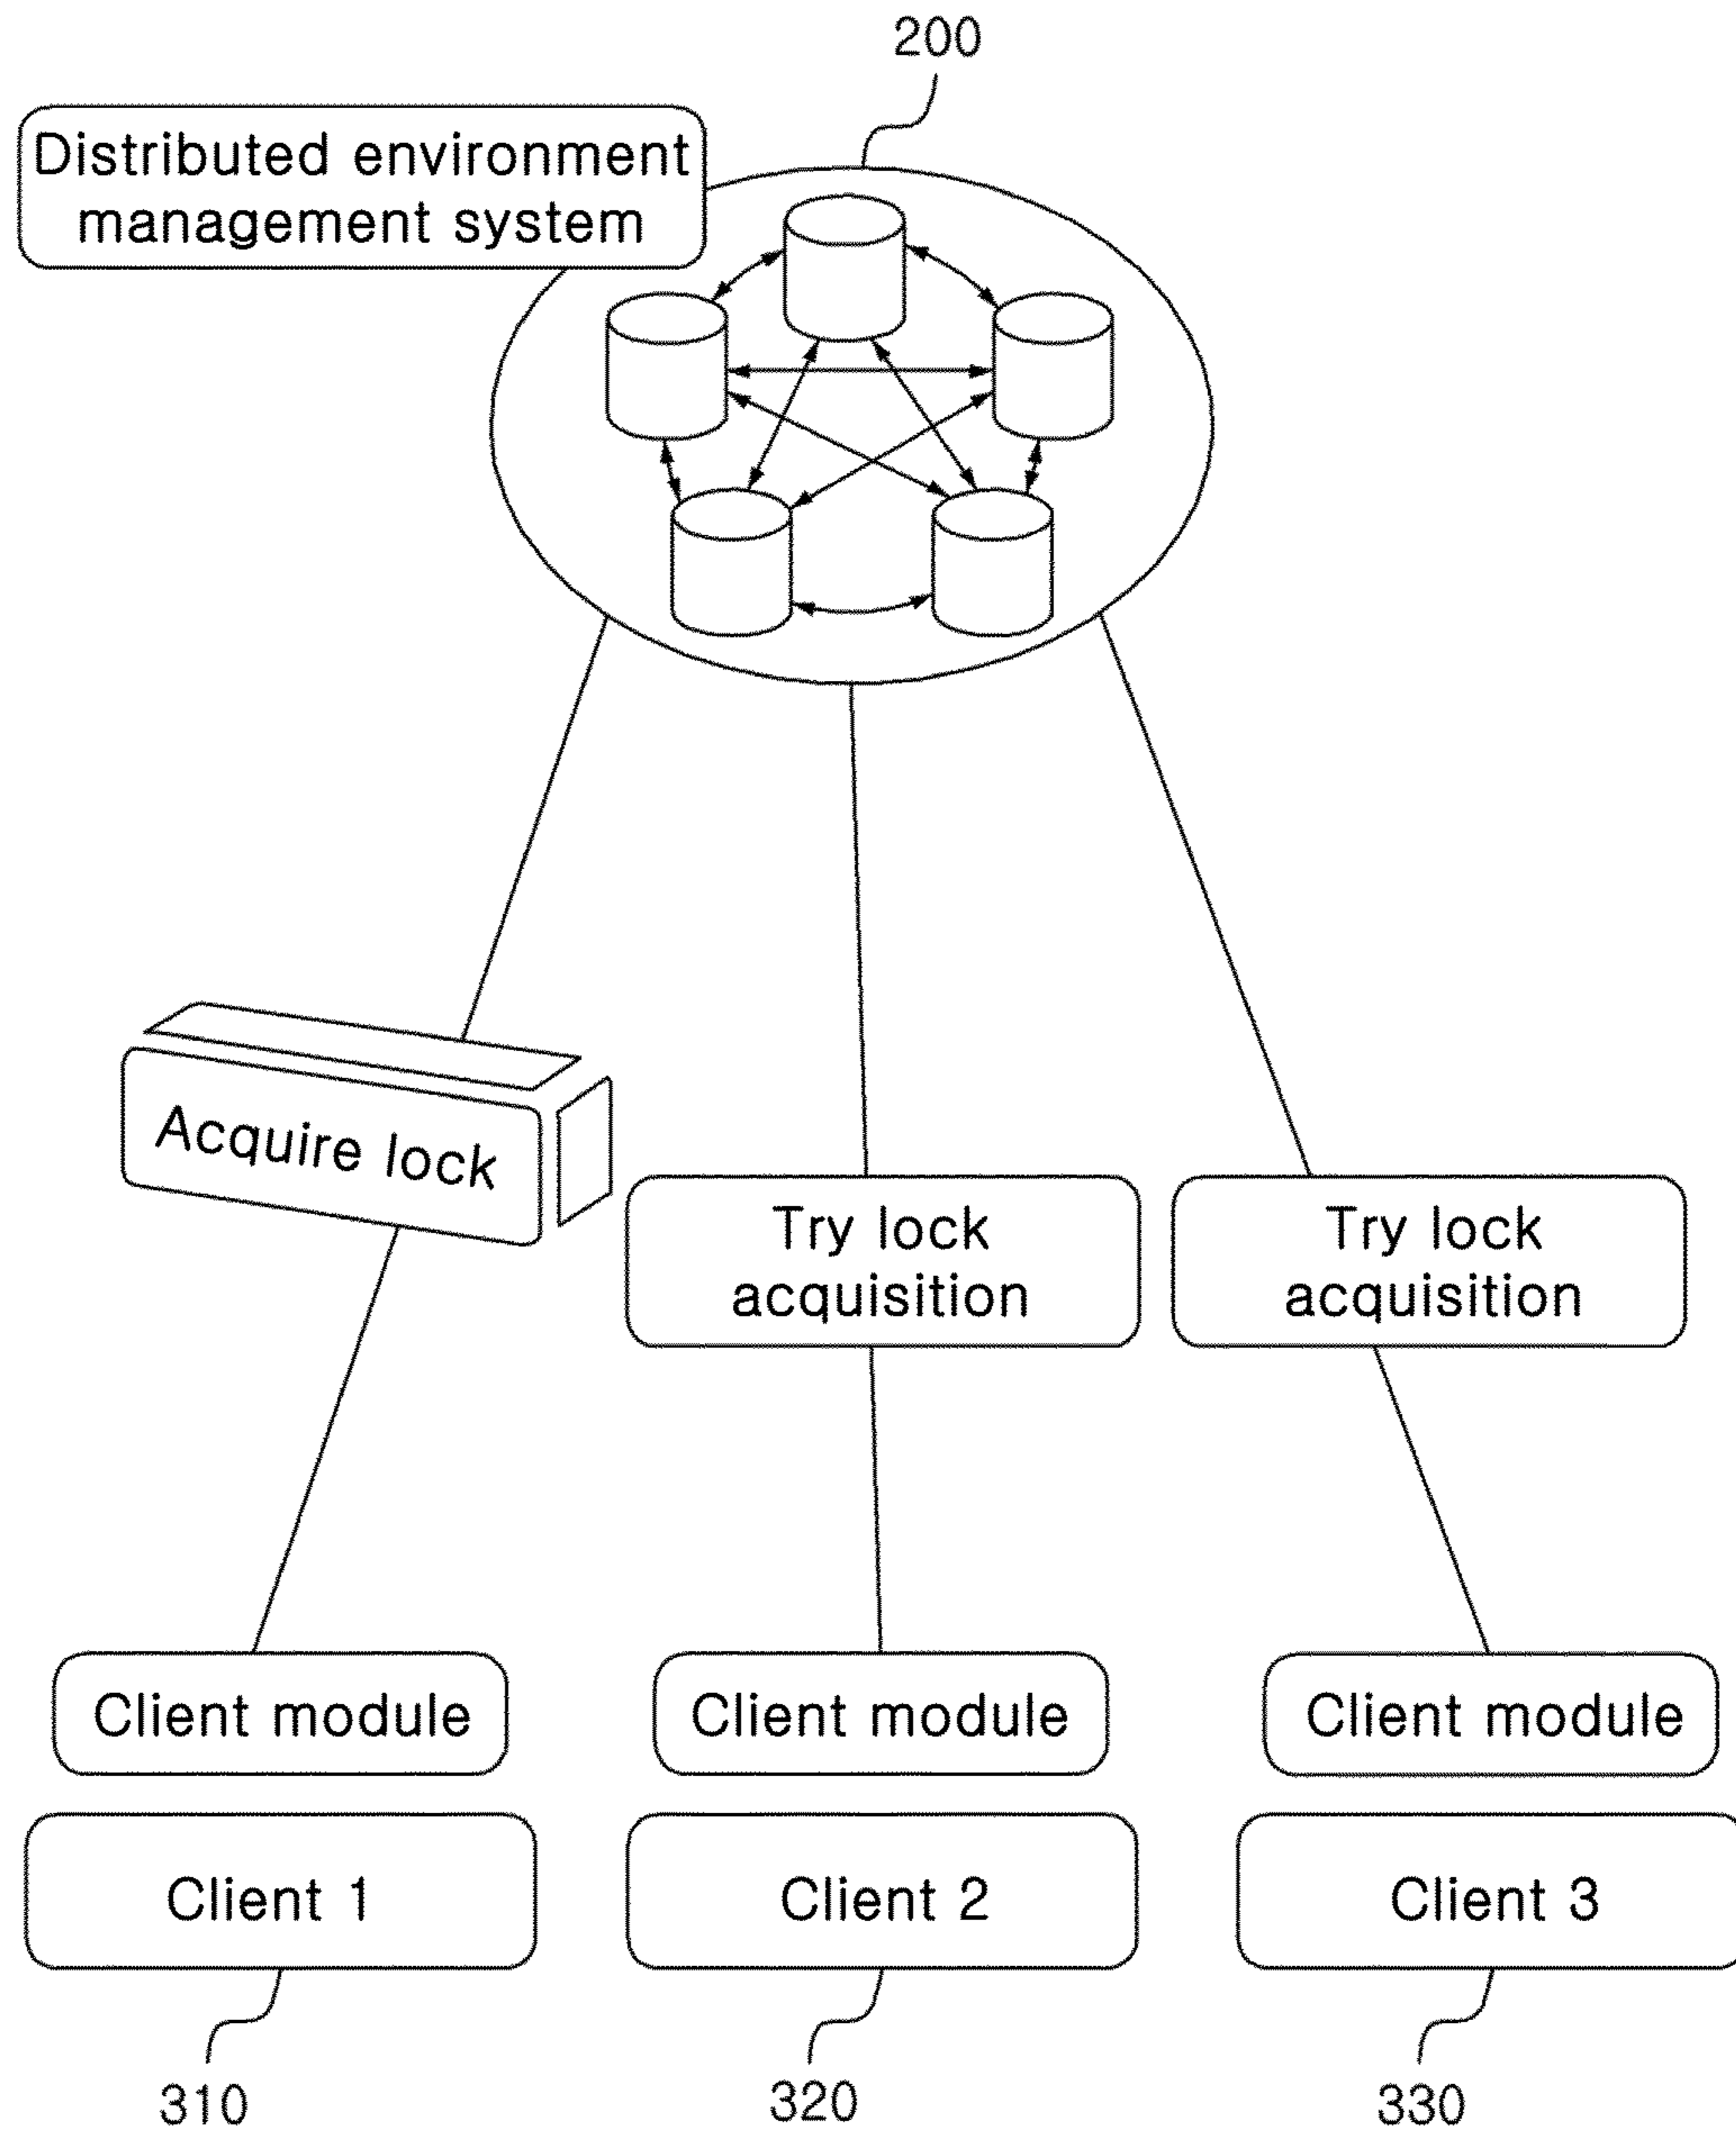 200
Distributed environment
management system
Acquire lock
Try lock
acquisition
Try lock
acquisition
Client module
Client module
Client module
Client 1
Client 2
Client 3
310
320
330